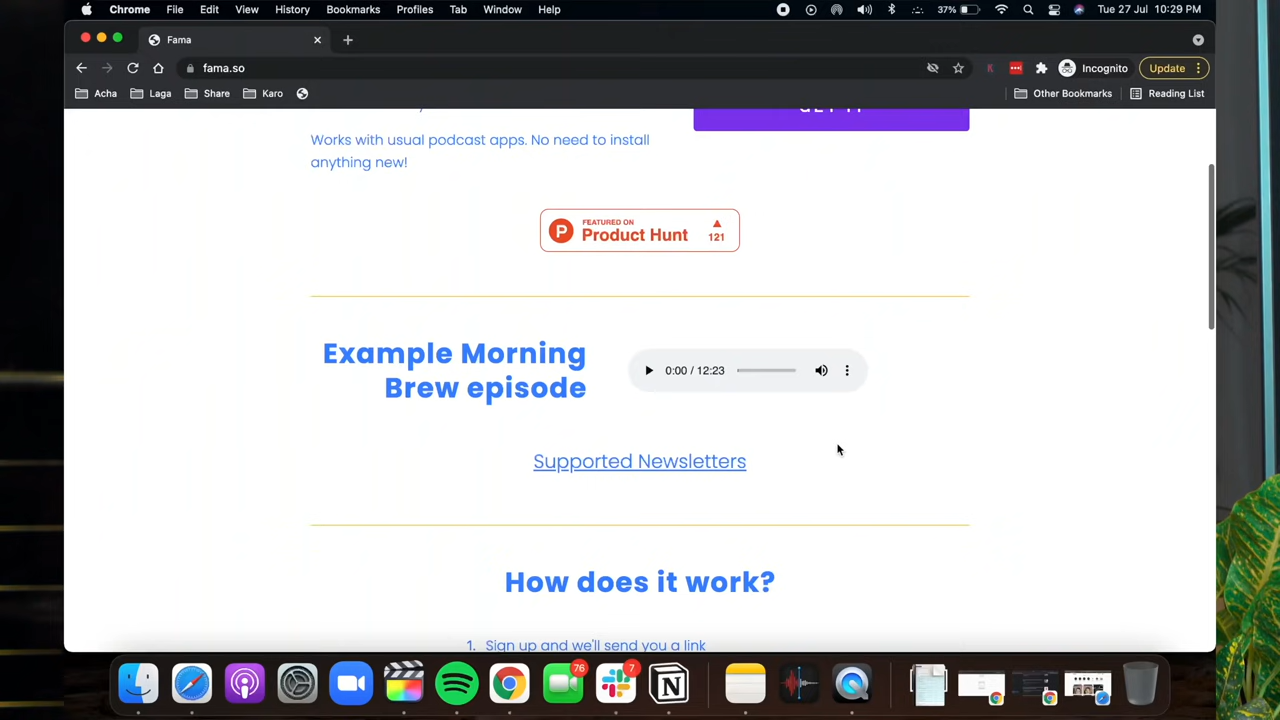 Chrome File Edit View History Bookmarks Profiles Tab Window Help 37% Tue 27 Jul 10:29 PM
Fama
fama.so Incognito Update
Acha Laga Share Karo Other Bookmarks Reading List
Works with usual podcast apps. No need to install
anything new!
FEATURED ON
Product Hunt
121
Example Morning
Brew episode
0:00 / 12:23
Supported Newsletters
How does it work?
1. Sign up and we'll send you a link
76
7